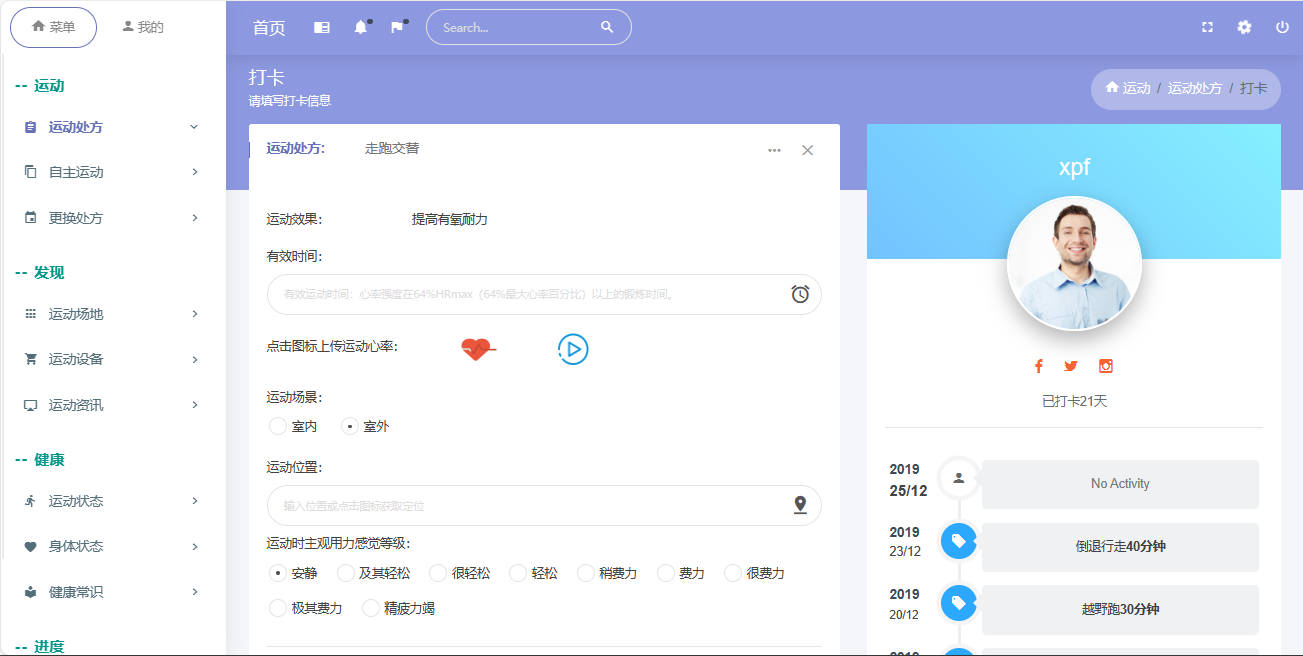 菜单
我的
首页
Search...
-- 运动
运动处方
自主运动
更换处方
-- 发现
运动场地
运动设备
运动资讯
-- 健康
运动状态
身体状态
健康常识
-- 进度
打卡
请填写打卡信息
运动 / 运动处方 / 打卡
运动处方: 走跑交替
运动效果: 提高有氧耐力
有效时间:
有效运动时间：心率强度在64%HRmax（64%最大心率百分比）以上的锻炼时间。
点击图标上传运动心率:
运动场景:
室内 室外
运动位置:
输入位置或点击图标获取定位
运动时主观用力感觉等级:
安静 及其轻松 很轻松 轻松 稍费力 费力 很费力
极其费力 精疲力竭
xpf
已打卡21天
2019
25/12
No Activity
2019
23/12
倒退行走40分钟
2019
20/12
越野跑30分钟